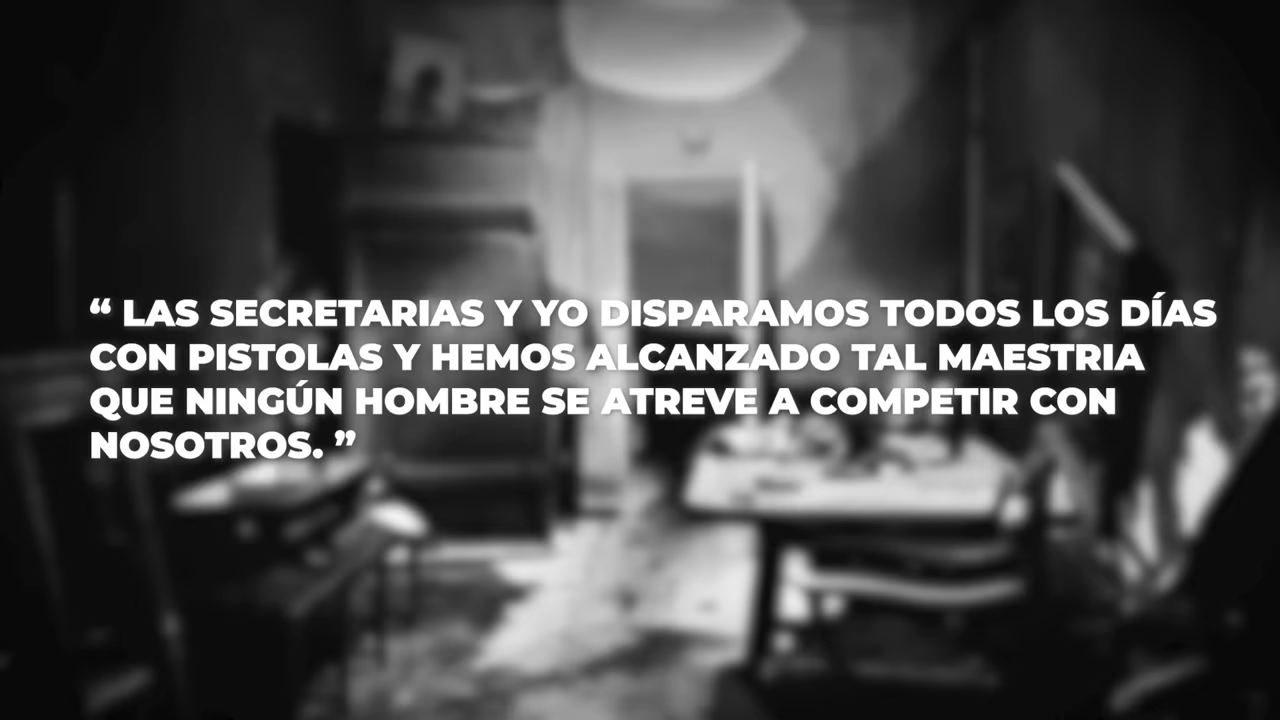 “ LAS SECRETARIAS Y YO DISPARAMOS TODOS LOS DÍAS
CON PISTOLAS Y HEMOS ALCANZADO TAL MAESTRIA
QUE NINGÚN HOMBRE SE ATREVE A COMPETIR CON
NOSOTROS. ”